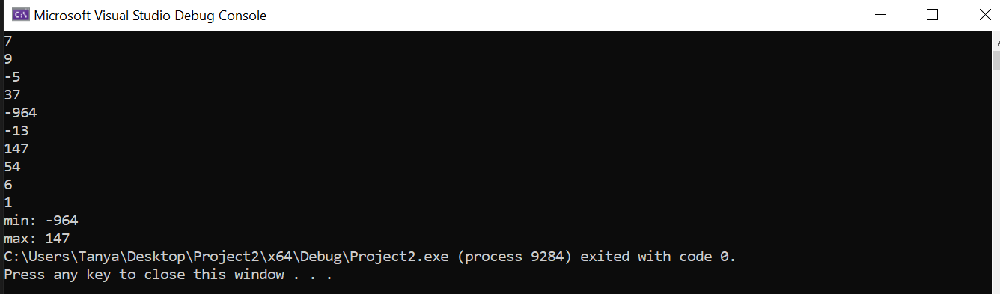 Microsoft Visual Studio Debug Console
7
9
-5
37
-964
-13
147
54
6
1
min: -964
max: 147
C:\Users\Tanya\Desktop\Project2\x64\Debug\Project2.exe (process 9284) exited with code 0.
Press any key to close this window . . .